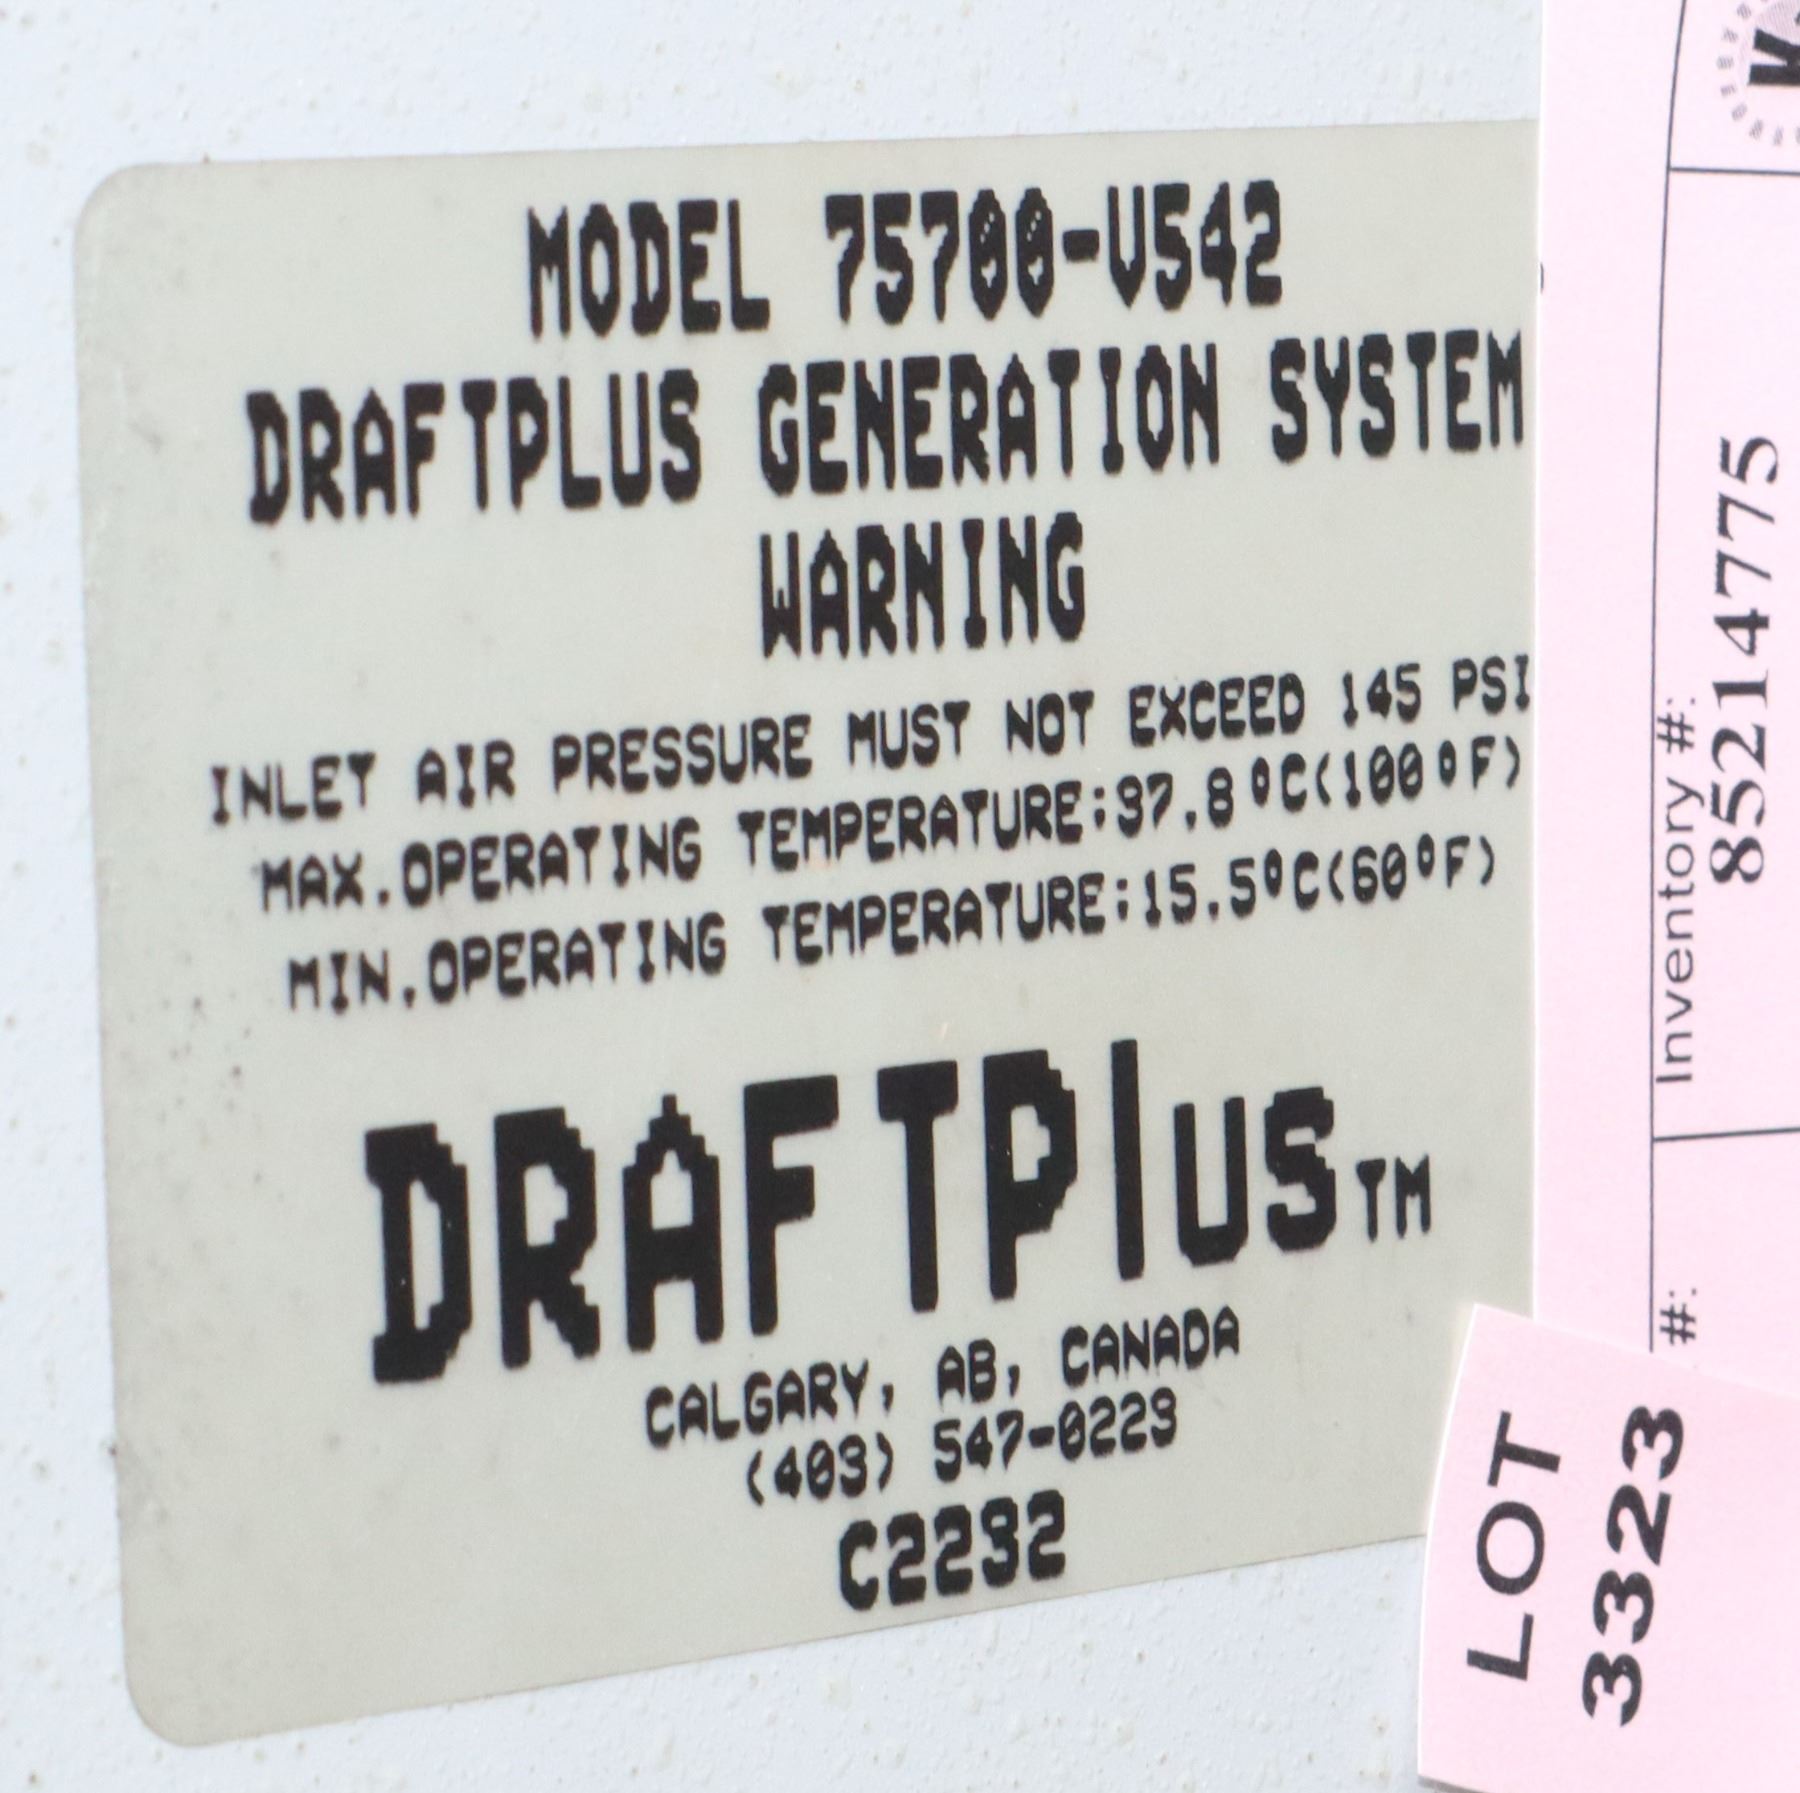 MODEL 75700-V542
DRAFTPLUS GENERATION SYSTEM
WARNING
INLET AIR PRESSURE MUST NOT EXCEED 145 PSI
MAX.OPERATING TEMPERATURE:37.8°C(100°F)
MIN.OPERATING TEMPERATURE:15.5°C(60°F)
DRAFTPlus TM
CALGARY, AB, CANADA
(403) 547-0223
C2232
Inventory #:
85214775
#:
LOT
3323